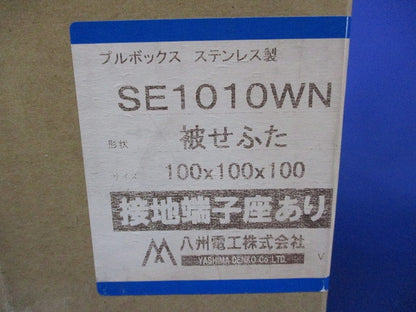 プルボックス ステンレス製
SE1010WN
形状 被せふた
サイズ 100x100x100
接地端子座あり
八州電工株式会社
YASHIMA DENKO Co.LTD.
V